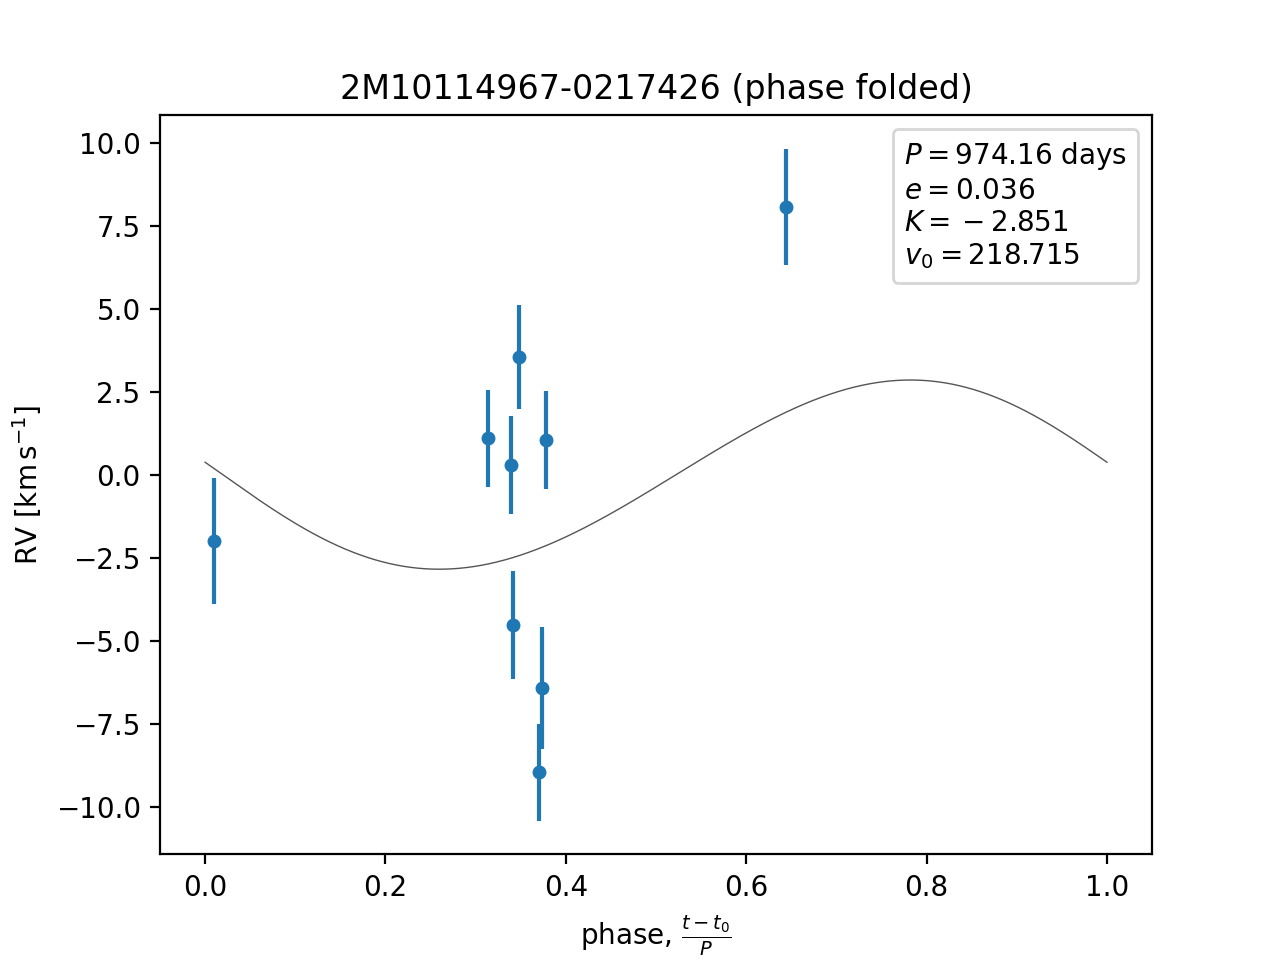 2M10114967-0217426 (phase folded)
P = 974.16 days
e = 0.036
K = − 2.851
v₀ = 218.715
10.0
7.5
5.0
2.5
0.0
−2.5
−5.0
−7.5
−10.0
RV [km s⁻¹]
0.0 0.2 0.4 0.6 0.8 1.0
phase, (t − t₀)/P